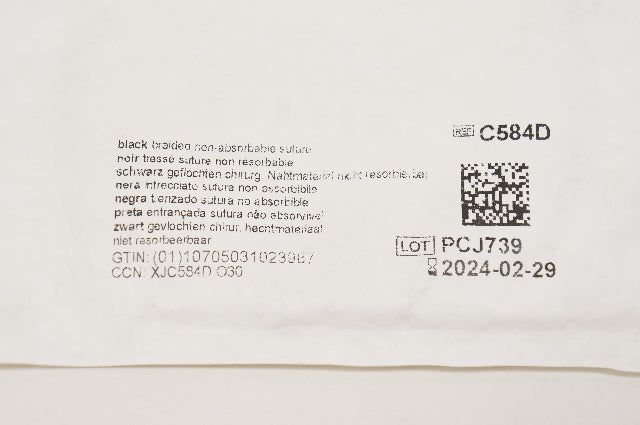 black braided non-absorbable suture
noir tressé suture non résorbable
schwarz geflochten chirurg. Nahtmaterial nicht resorbierbar
nera intrecciato sutura non assorbibile
negra trenzado sutura no absorbible
preta entrançada sutura não absorvível
zwart gevlochten chirur. hechtmateriaal
niet resorbeerbaar
GTIN: (01)10705031023987
CCN: XJC584D O30
REF C584D
LOT PCJ739
2024-02-29